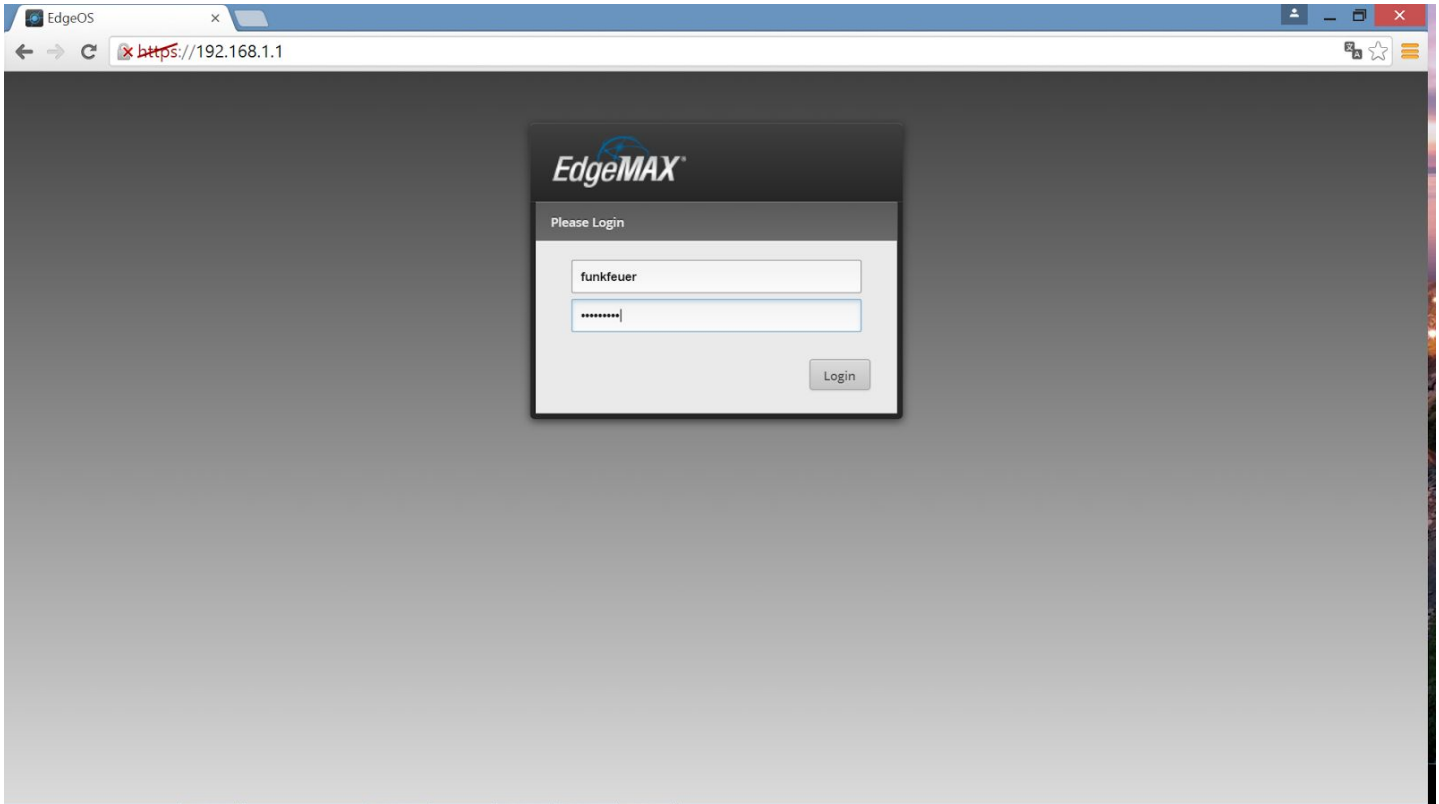 EdgeOS
https://192.168.1.1
EdgeMAX®
Please Login
funkfeuer
•••••••••
Login